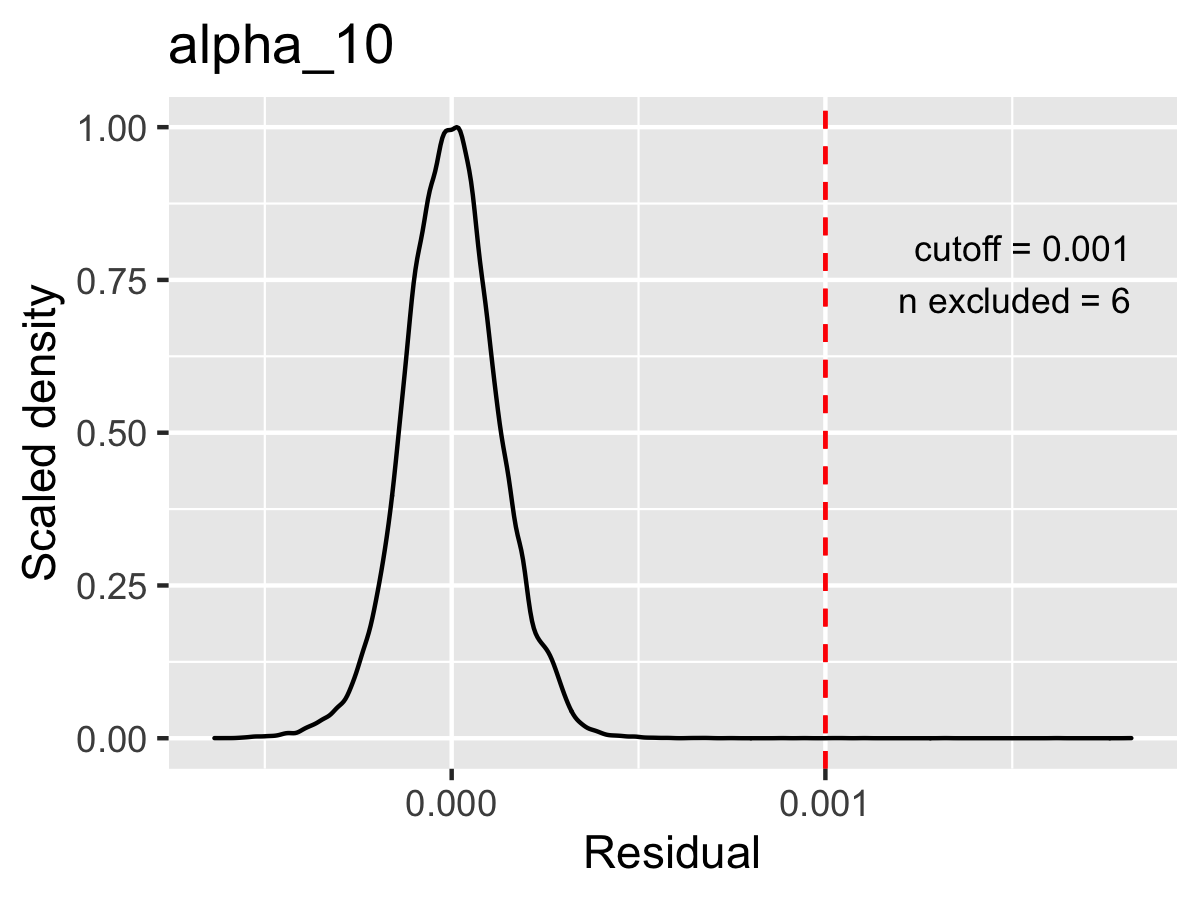 alpha_10
1.00
0.75
0.50
0.25
0.00
Scaled density
cutoff = 0.001
n excluded = 6
0.000
0.001
Residual